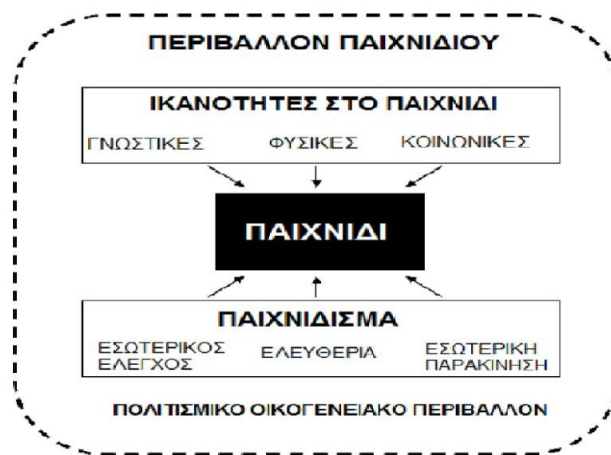 ΠΕΡΙΒΑΛΛΟΝ ΠΑΙΧΝΙΔΙΟΥ
ΙΚΑΝΟΤΗΤΕΣ ΣΤΟ ΠΑΙΧΝΙΔΙ
ΓΝΩΣΤΙΚΕΣ ΦΥΣΙΚΕΣ ΚΟΙΝΩΝΙΚΕΣ
ΠΑΙΧΝΙΔΙ
ΠΑΙΧΝΙΔΙΣΜΑ
ΕΣΩΤΕΡΙΚΟΣ ΕΛΕΥΘΕΡΙΑ ΕΣΩΤΕΡΙΚΗ
ΕΛΕΓΧΟΣ ΠΑΡΑΚΙΝΗΣΗ
ΠΟΛΙΤΙΣΜΙΚΟ ΟΙΚΟΓΕΝΕΙΑΚΟ ΠΕΡΙΒΑΛΛΟΝ